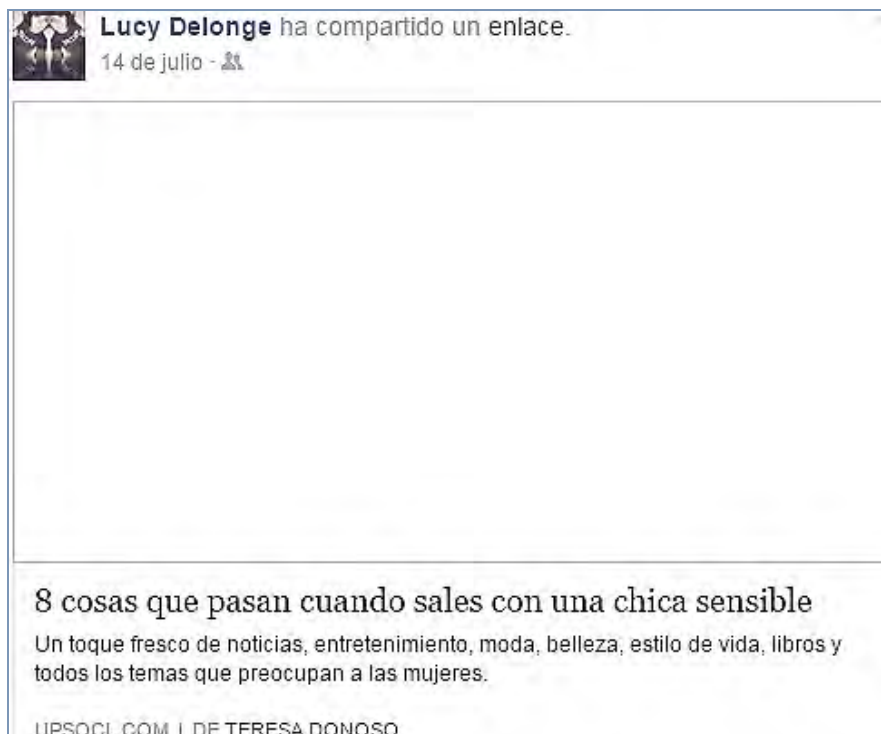 Lucy Delonge ha compartido un enlace.
14 de julio ·
8 cosas que pasan cuando sales con una chica sensible
Un toque fresco de noticias, entretenimiento, moda, belleza, estilo de vida, libros y
todos los temas que preocupan a las mujeres.
UPSOCL.COM | DE TERESA DONOSO